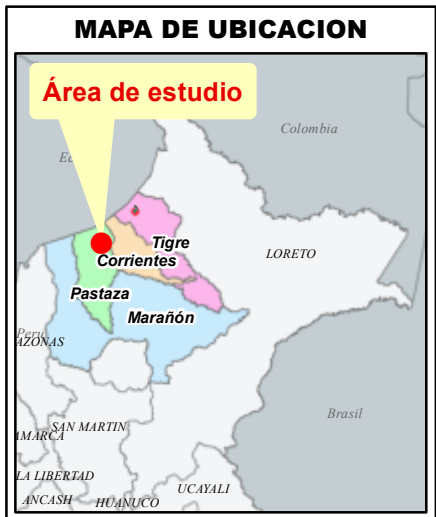 MAPA DE UBICACION
Área de estudio
Colombia
Ec
Tigre
LORETO
Corrientes
Pastaza
Marañón
Peru
AZONAS
Brasil
SAN MARTIN
AMARCA
LA LIBERTAD
UCAYALI
ANCASH
HUANUCO